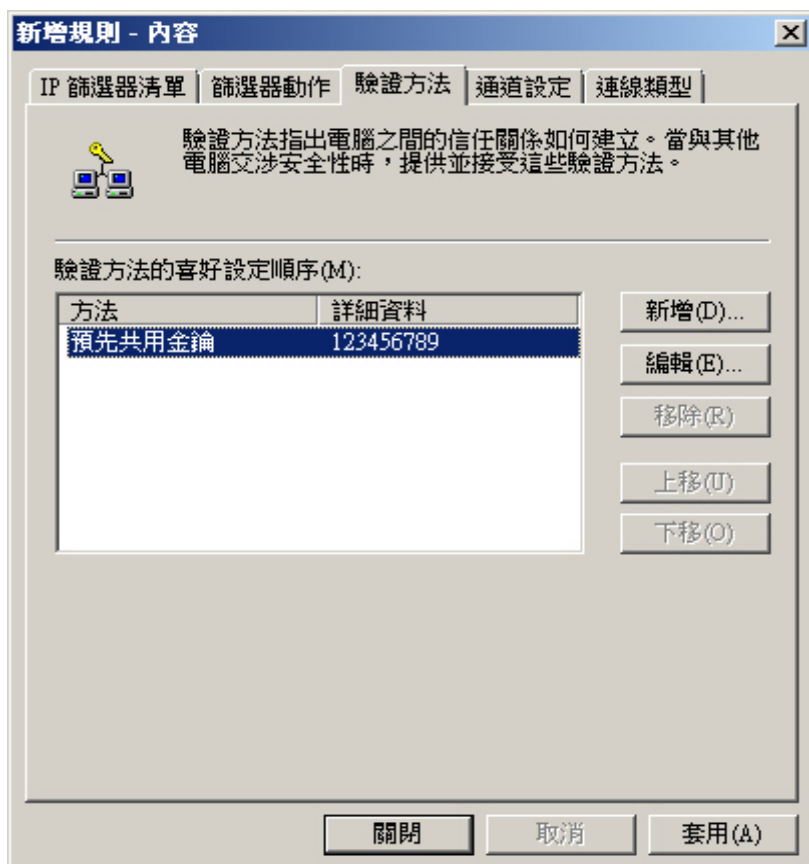 新增規則 - 內容
IP 篩選器清單 篩選器動作 驗證方法 通道設定 連線類型
驗證方法指出電腦之間的信任關係如何建立。當與其他
電腦交涉安全性時，提供並接受這些驗證方法。
驗證方法的喜好設定順序(M):
方法 詳細資料
預先共用金鑰 123456789
新增(D)...
編輯(E)...
移除(R)
上移(U)
下移(O)
關閉 取消 套用(A)